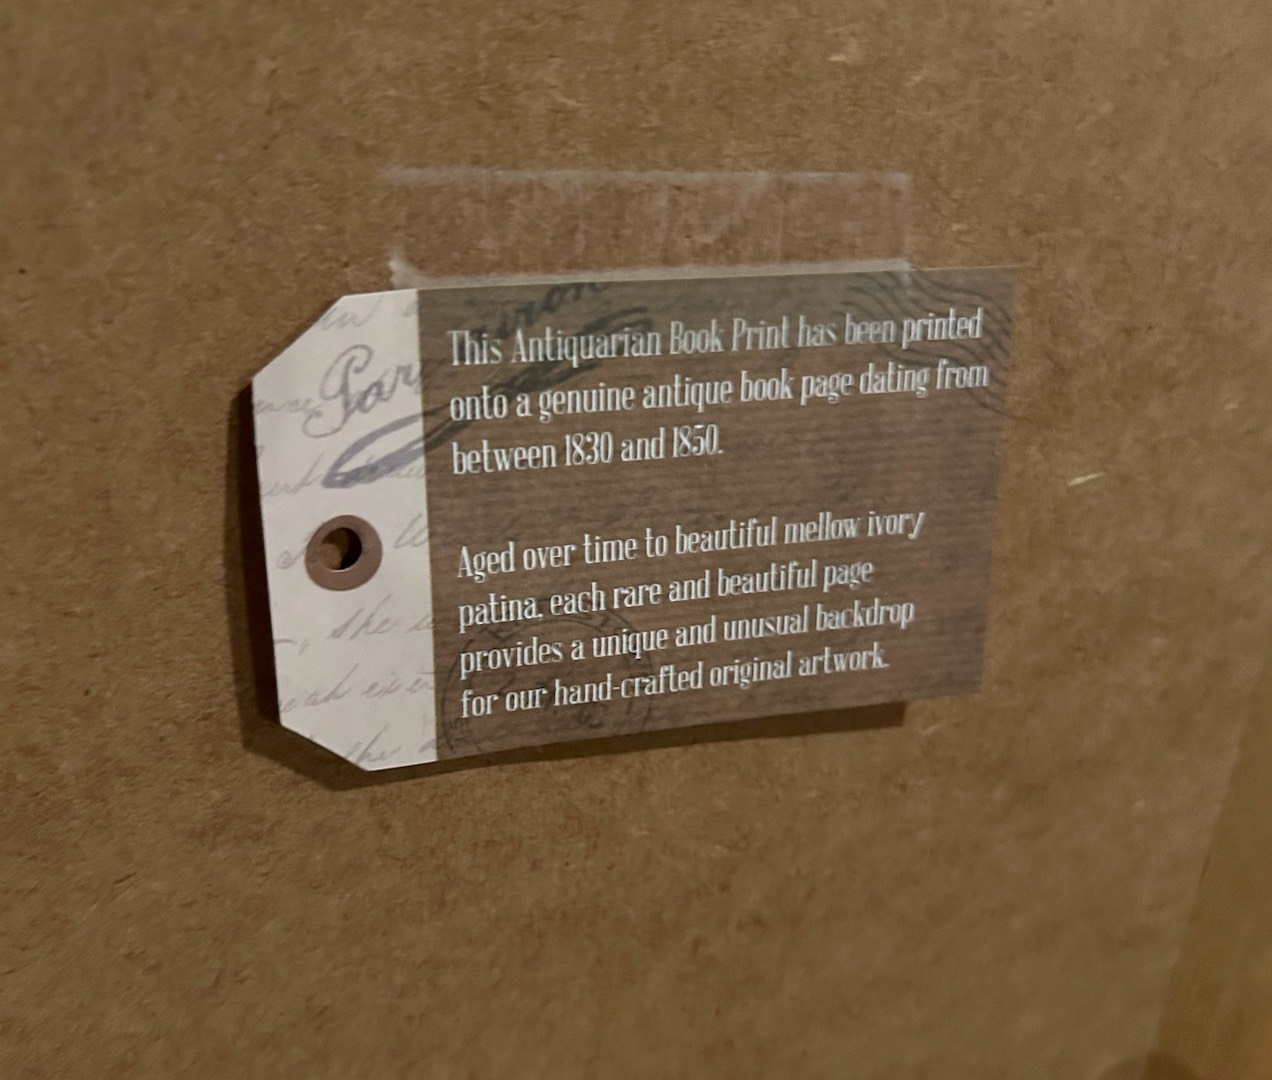 This Antiquarian Book Print has been printed
onto a genuine antique book page dating from
between 1830 and 1850.
Aged over time to beautiful mellow ivory
patina, each rare and beautiful page
provides a unique and unusual backdrop
for our hand-crafted original artwork.